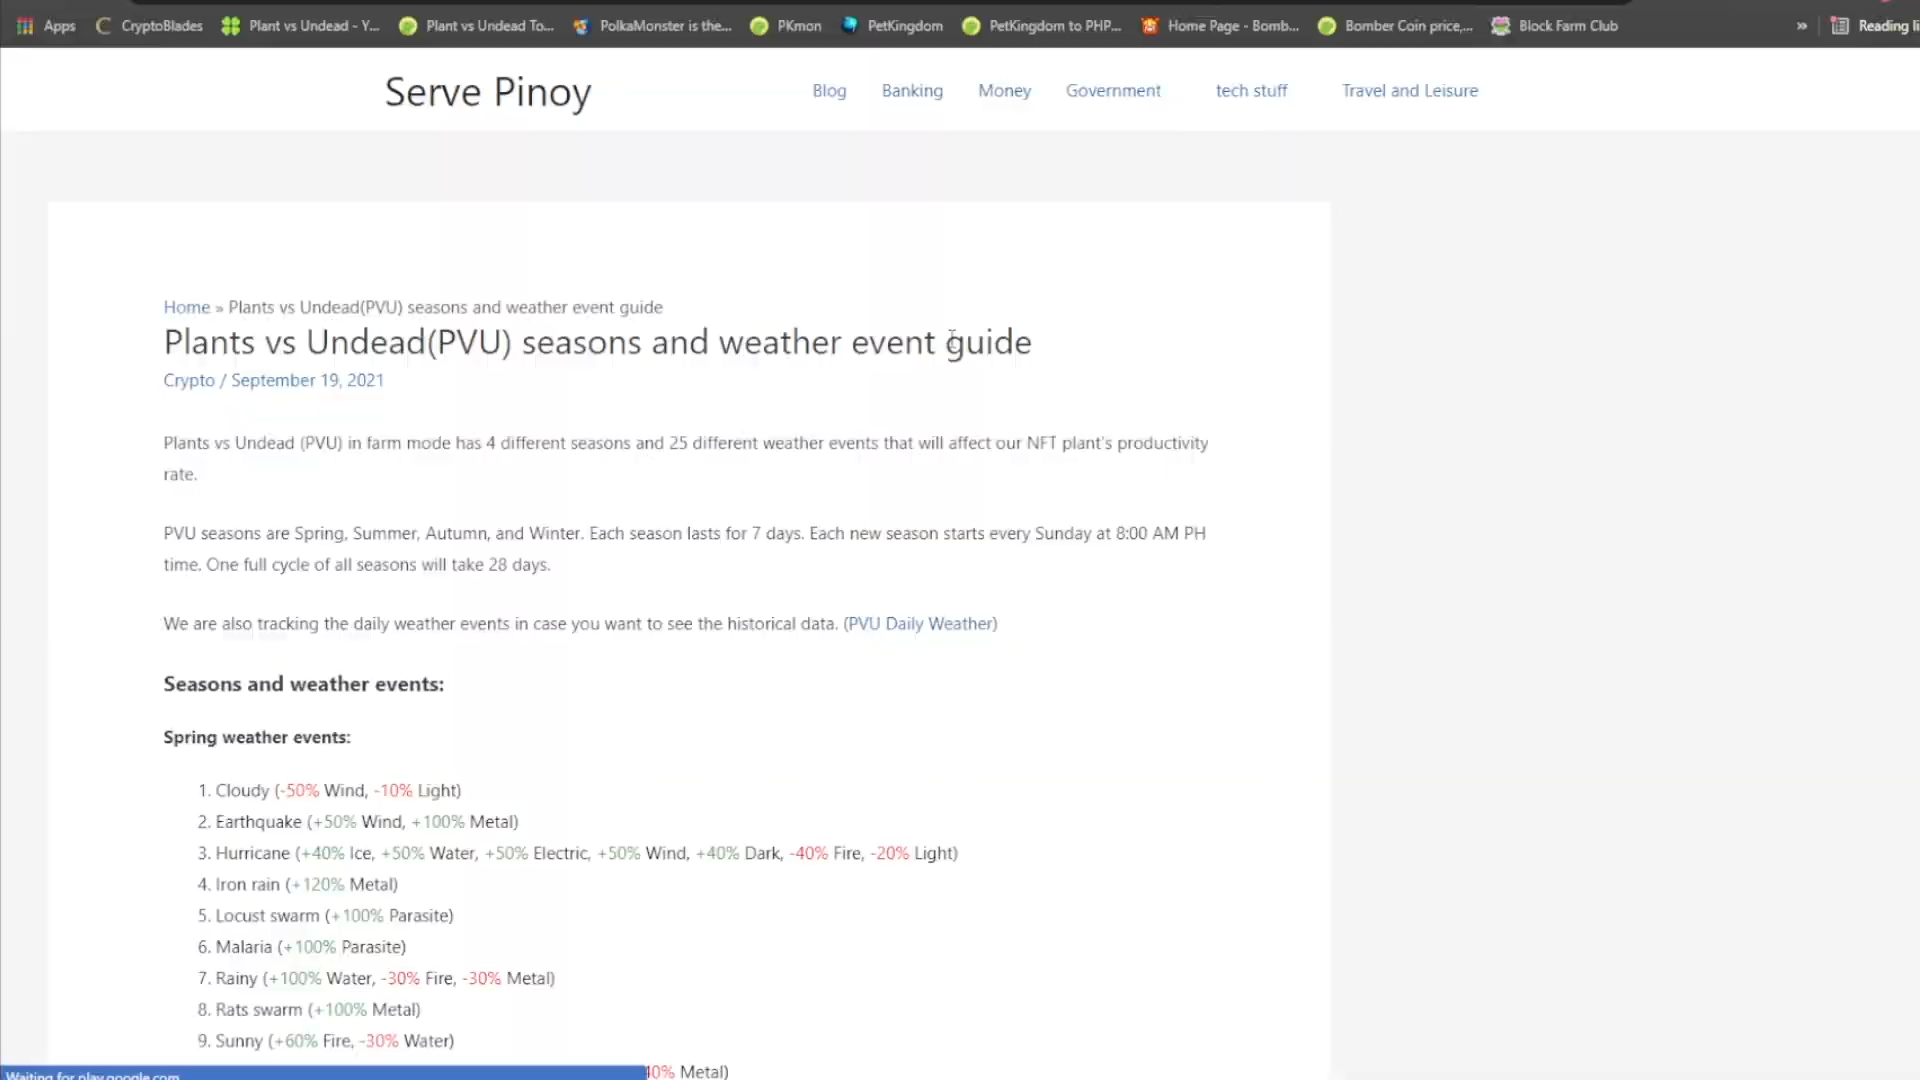 Apps CryptoBlades Plant vs Undead - Y... Plant vs Undead To... PolkaMonster is the... PKmon PetKingdom PetKingdom to PHP... Home Page - Bomb... Bomber Coin price,... Block Farm Club » Reading li
Serve Pinoy
Blog Banking Money Government tech stuff Travel and Leisure
Home » Plants vs Undead(PVU) seasons and weather event guide
Plants vs Undead(PVU) seasons and weather event guide
Crypto / September 19, 2021
Plants vs Undead (PVU) in farm mode has 4 different seasons and 25 different weather events that will affect our NFT plant's productivity
rate.
PVU seasons are Spring, Summer, Autumn, and Winter. Each season lasts for 7 days. Each new season starts every Sunday at 8:00 AM PH
time. One full cycle of all seasons will take 28 days.
We are also tracking the daily weather events in case you want to see the historical data. (PVU Daily Weather)
Seasons and weather events:
Spring weather events:
1. Cloudy (-50% Wind, -10% Light)
2. Earthquake (+50% Wind, +100% Metal)
3. Hurricane (+40% Ice, +50% Water, +50% Electric, +50% Wind, +40% Dark, -40% Fire, -20% Light)
4. Iron rain (+120% Metal)
5. Locust swarm (+100% Parasite)
6. Malaria (+100% Parasite)
7. Rainy (+100% Water, -30% Fire, -30% Metal)
8. Rats swarm (+100% Metal)
9. Sunny (+60% Fire, -30% Water)
40% Metal)
Waiting for play.google.com